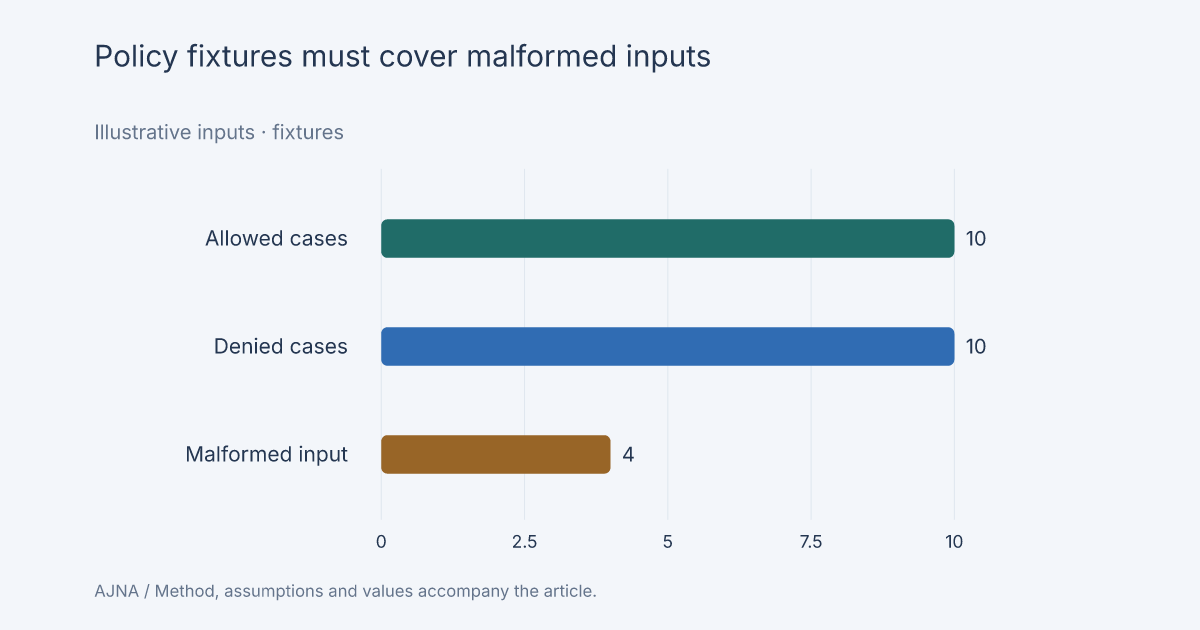 Policy fixtures must cover malformed inputs
Illustrative inputs · fixtures
Allowed cases 10
Denied cases 10
Malformed input 4
0 2.5 5 7.5 10
AJNA / Method, assumptions and values accompany the article.